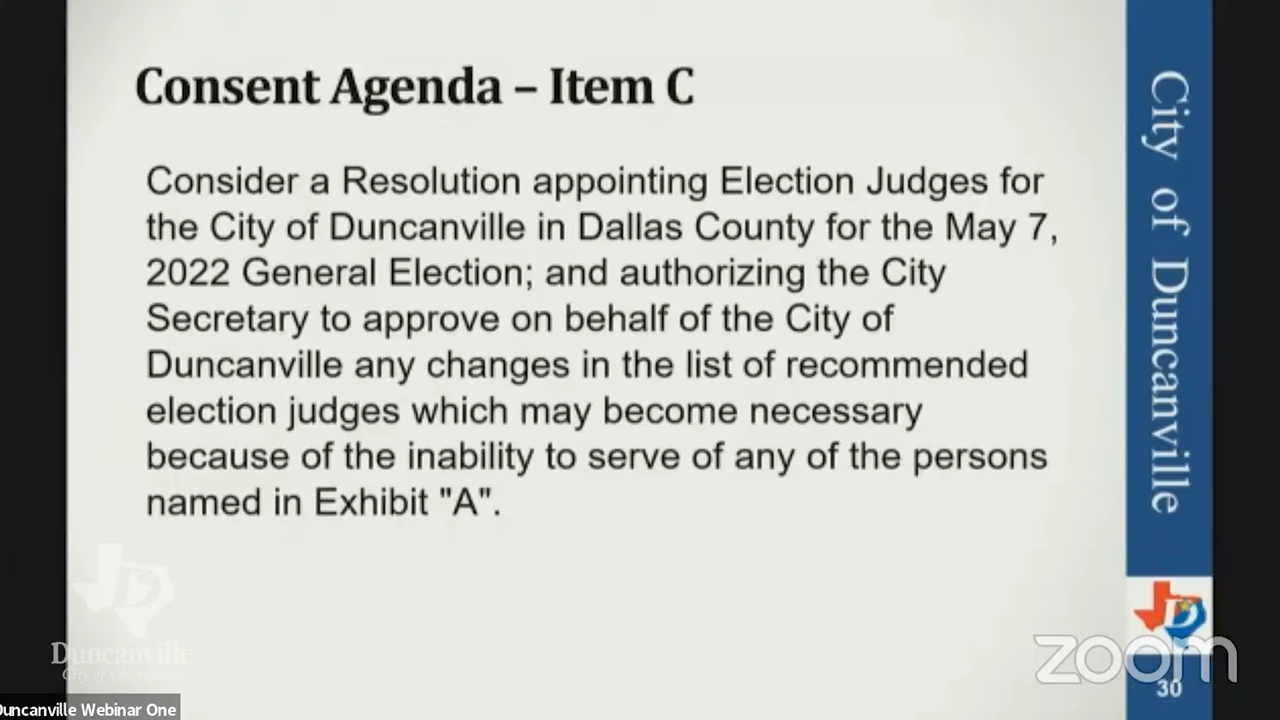 Consent Agenda – Item C
Consider a Resolution appointing Election Judges for
the City of Duncanville in Dallas County for the May 7,
2022 General Election; and authorizing the City
Secretary to approve on behalf of the City of
Duncanville any changes in the list of recommended
election judges which may become necessary
because of the inability to serve of any of the persons
named in Exhibit "A".
City of Duncanville
D
zoom
30
D
Duncanville
City of Champions
Duncanville Webinar One